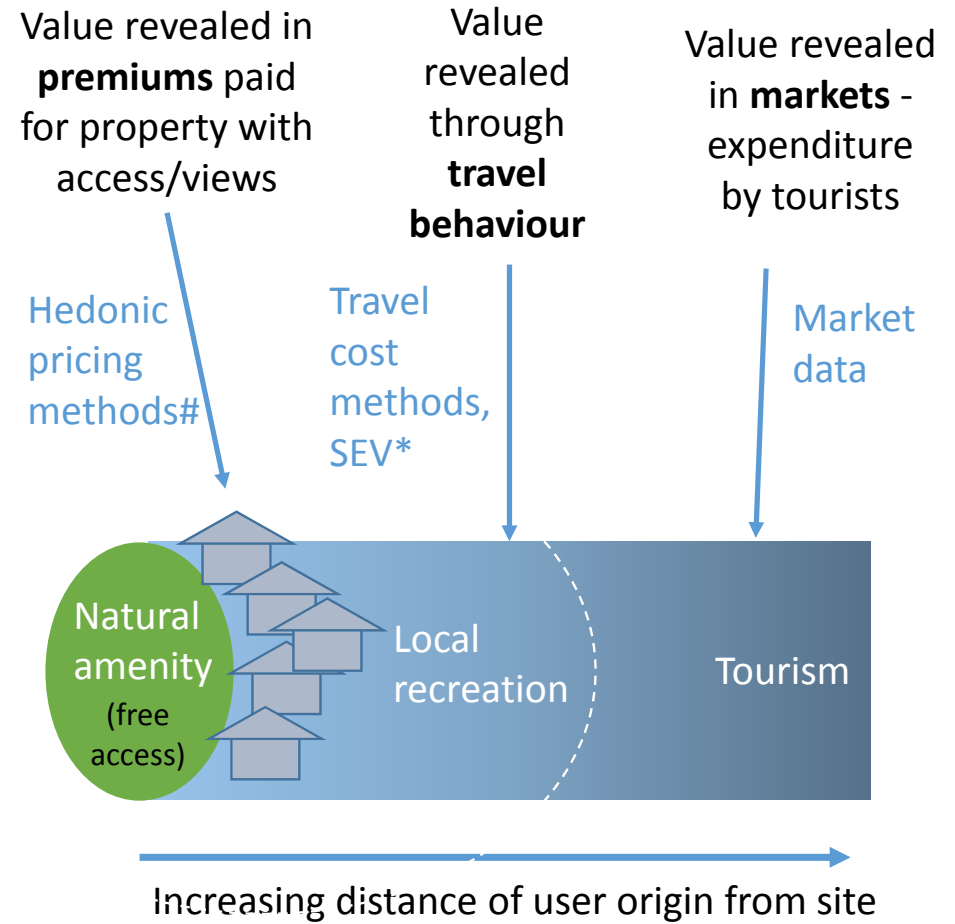 Value revealed in
premiums paid
for property with
access/views
Value
revealed
through
travel
behaviour
Value revealed
in markets -
expenditure
by tourists
Hedonic
pricing
methods#
Travel
cost
methods,
SEV*
Market
data
Natural
amenity
(free
access)
Local
recreation
Tourism
Increasing distance of user origin from site